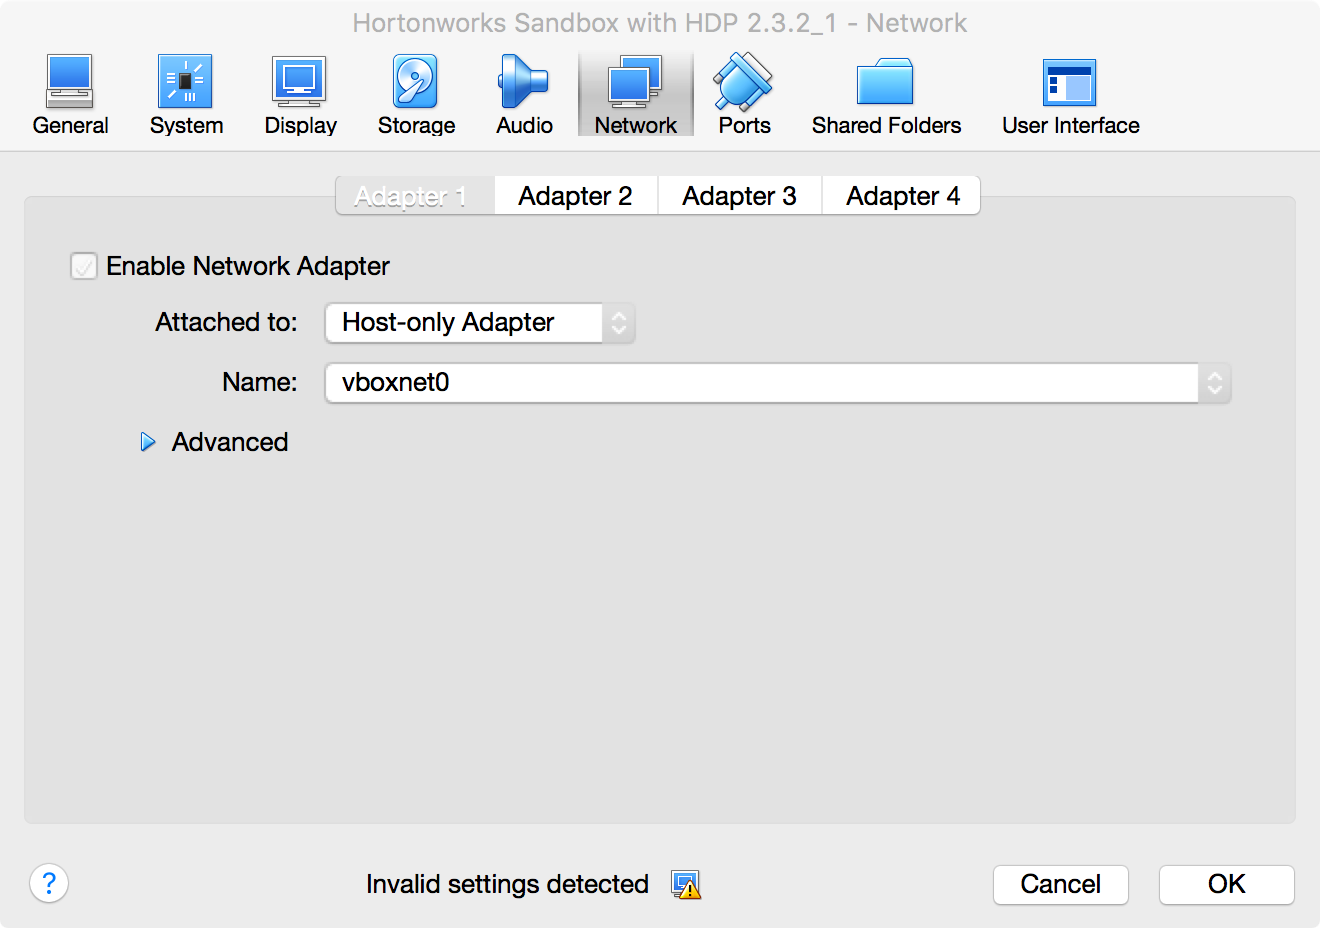 Hortonworks Sandbox with HDP 2.3.2_1 - Network
General System Display Storage Audio Network Ports Shared Folders User Interface
Adapter 1 Adapter 2 Adapter 3 Adapter 4
Enable Network Adapter
Attached to: Host-only Adapter
Name: vboxnet0
Advanced
? Invalid settings detected Cancel OK